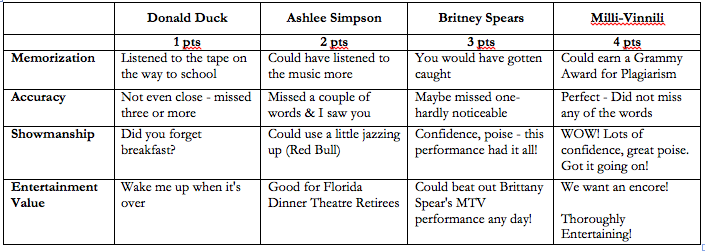 Donald Duck Ashlee Simpson Britney Spears Milli-Vinnili
1 pts 2 pts 3 pts 4 pts
Memorization Listened to the tape on Could have listened to You would have gotten Could earn a Grammy
the way to school the music more caught Award for Plagiarism
Accuracy Not even close - missed Missed a couple of Maybe missed one- Perfect - Did not miss
three or more words & I saw you hardly noticeable any of the words
Showmanship Did you forget Could use a little jazzing Confidence, poise - this WOW! Lots of
breakfast? up (Red Bull) performance had it all! confidence, great poise.
Got it going on!
Entertainment Wake me up when it's Good for Florida Could beat out Brittany We want an encore!
Value over Dinner Theatre Retirees Spear's MTV
performance any day! Thoroughly
Entertaining!